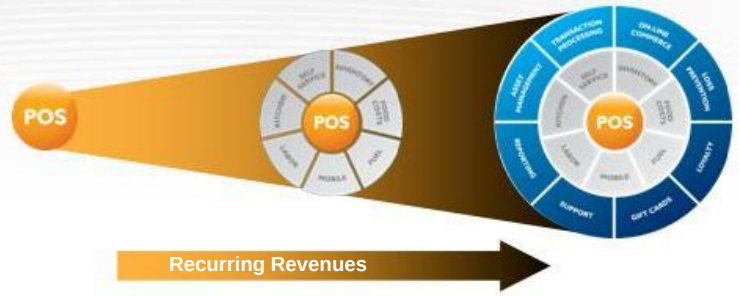 POS
POS
SELF
SERVICE
INVENTORY
FOOD
COSTS
FUEL
MOBILE
LABOR
KITCHEN
POS
SELF
SERVICE
INVENTORY
FOOD
COSTS
FUEL
MOBILE
LABOR
KITCHEN
TRANSACTION
PROCESSING
ON-LINE
COMMERCE
LOSS
PREVENTION
LOYALTY
GIFT CARDS
SUPPORT
REPORTING
ASSET
MANAGEMENT
Recurring Revenues